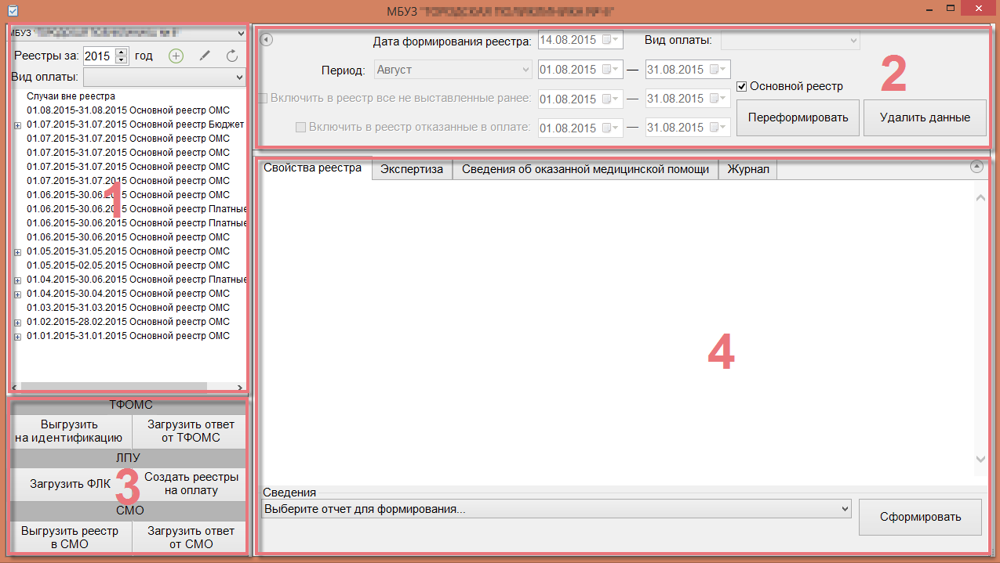 МБУЗ
МБУЗ
Реестры за: 2015 год
Вид оплаты:
Случаи вне реестра
01.08.2015-31.08.2015 Основной реестр ОМС
01.07.2015-31.07.2015 Основной реестр Бюджет
01.07.2015-31.07.2015 Основной реестр ОМС
01.07.2015-31.07.2015 Основной реестр ОМС
01.07.2015-31.07.2015 Основной реестр ОМС
01.07.2015-31.07.2015 Основной реестр ОМС
01.06.2015-30.06.2015 Основной реестр ОМС
01.06.2015-30.06.2015 Основной реестр Платные
01.06.2015-30.06.2015 Основной реестр Платные
01.06.2015-30.06.2015 Основной реестр ОМС
01.05.2015-31.05.2015 Основной реестр ОМС
01.05.2015-02.05.2015 Основной реестр ОМС
01.04.2015-30.06.2015 Основной реестр Платные
01.04.2015-30.04.2015 Основной реестр ОМС
01.03.2015-31.03.2015 Основной реестр ОМС
01.02.2015-28.02.2015 Основной реестр ОМС
01.01.2015-31.01.2015 Основной реестр ОМС
1
ТФОМС
Выгрузить
на идентификацию
Загрузить ответ
от ТФОМС
ЛПУ
Загрузить ФЛК
Создать реестры
на оплату
3
СМО
Выгрузить реестр
в СМО
Загрузить ответ
от СМО
Дата формирования реестра: 14.08.2015 Вид оплаты:
2
Период: Август 01.08.2015 — 31.08.2015
Основной реестр
Включить в реестр все не выставленные ранее: 01.08.2015 — 31.08.2015
Переформировать Удалить данные
Включить в реестр отказанные в оплате: 01.08.2015 — 31.08.2015
Свойства реестра Экспертиза Сведения об оказанной медицинской помощи Журнал
4
Сведения
Выберите отчет для формирования...
Сформировать